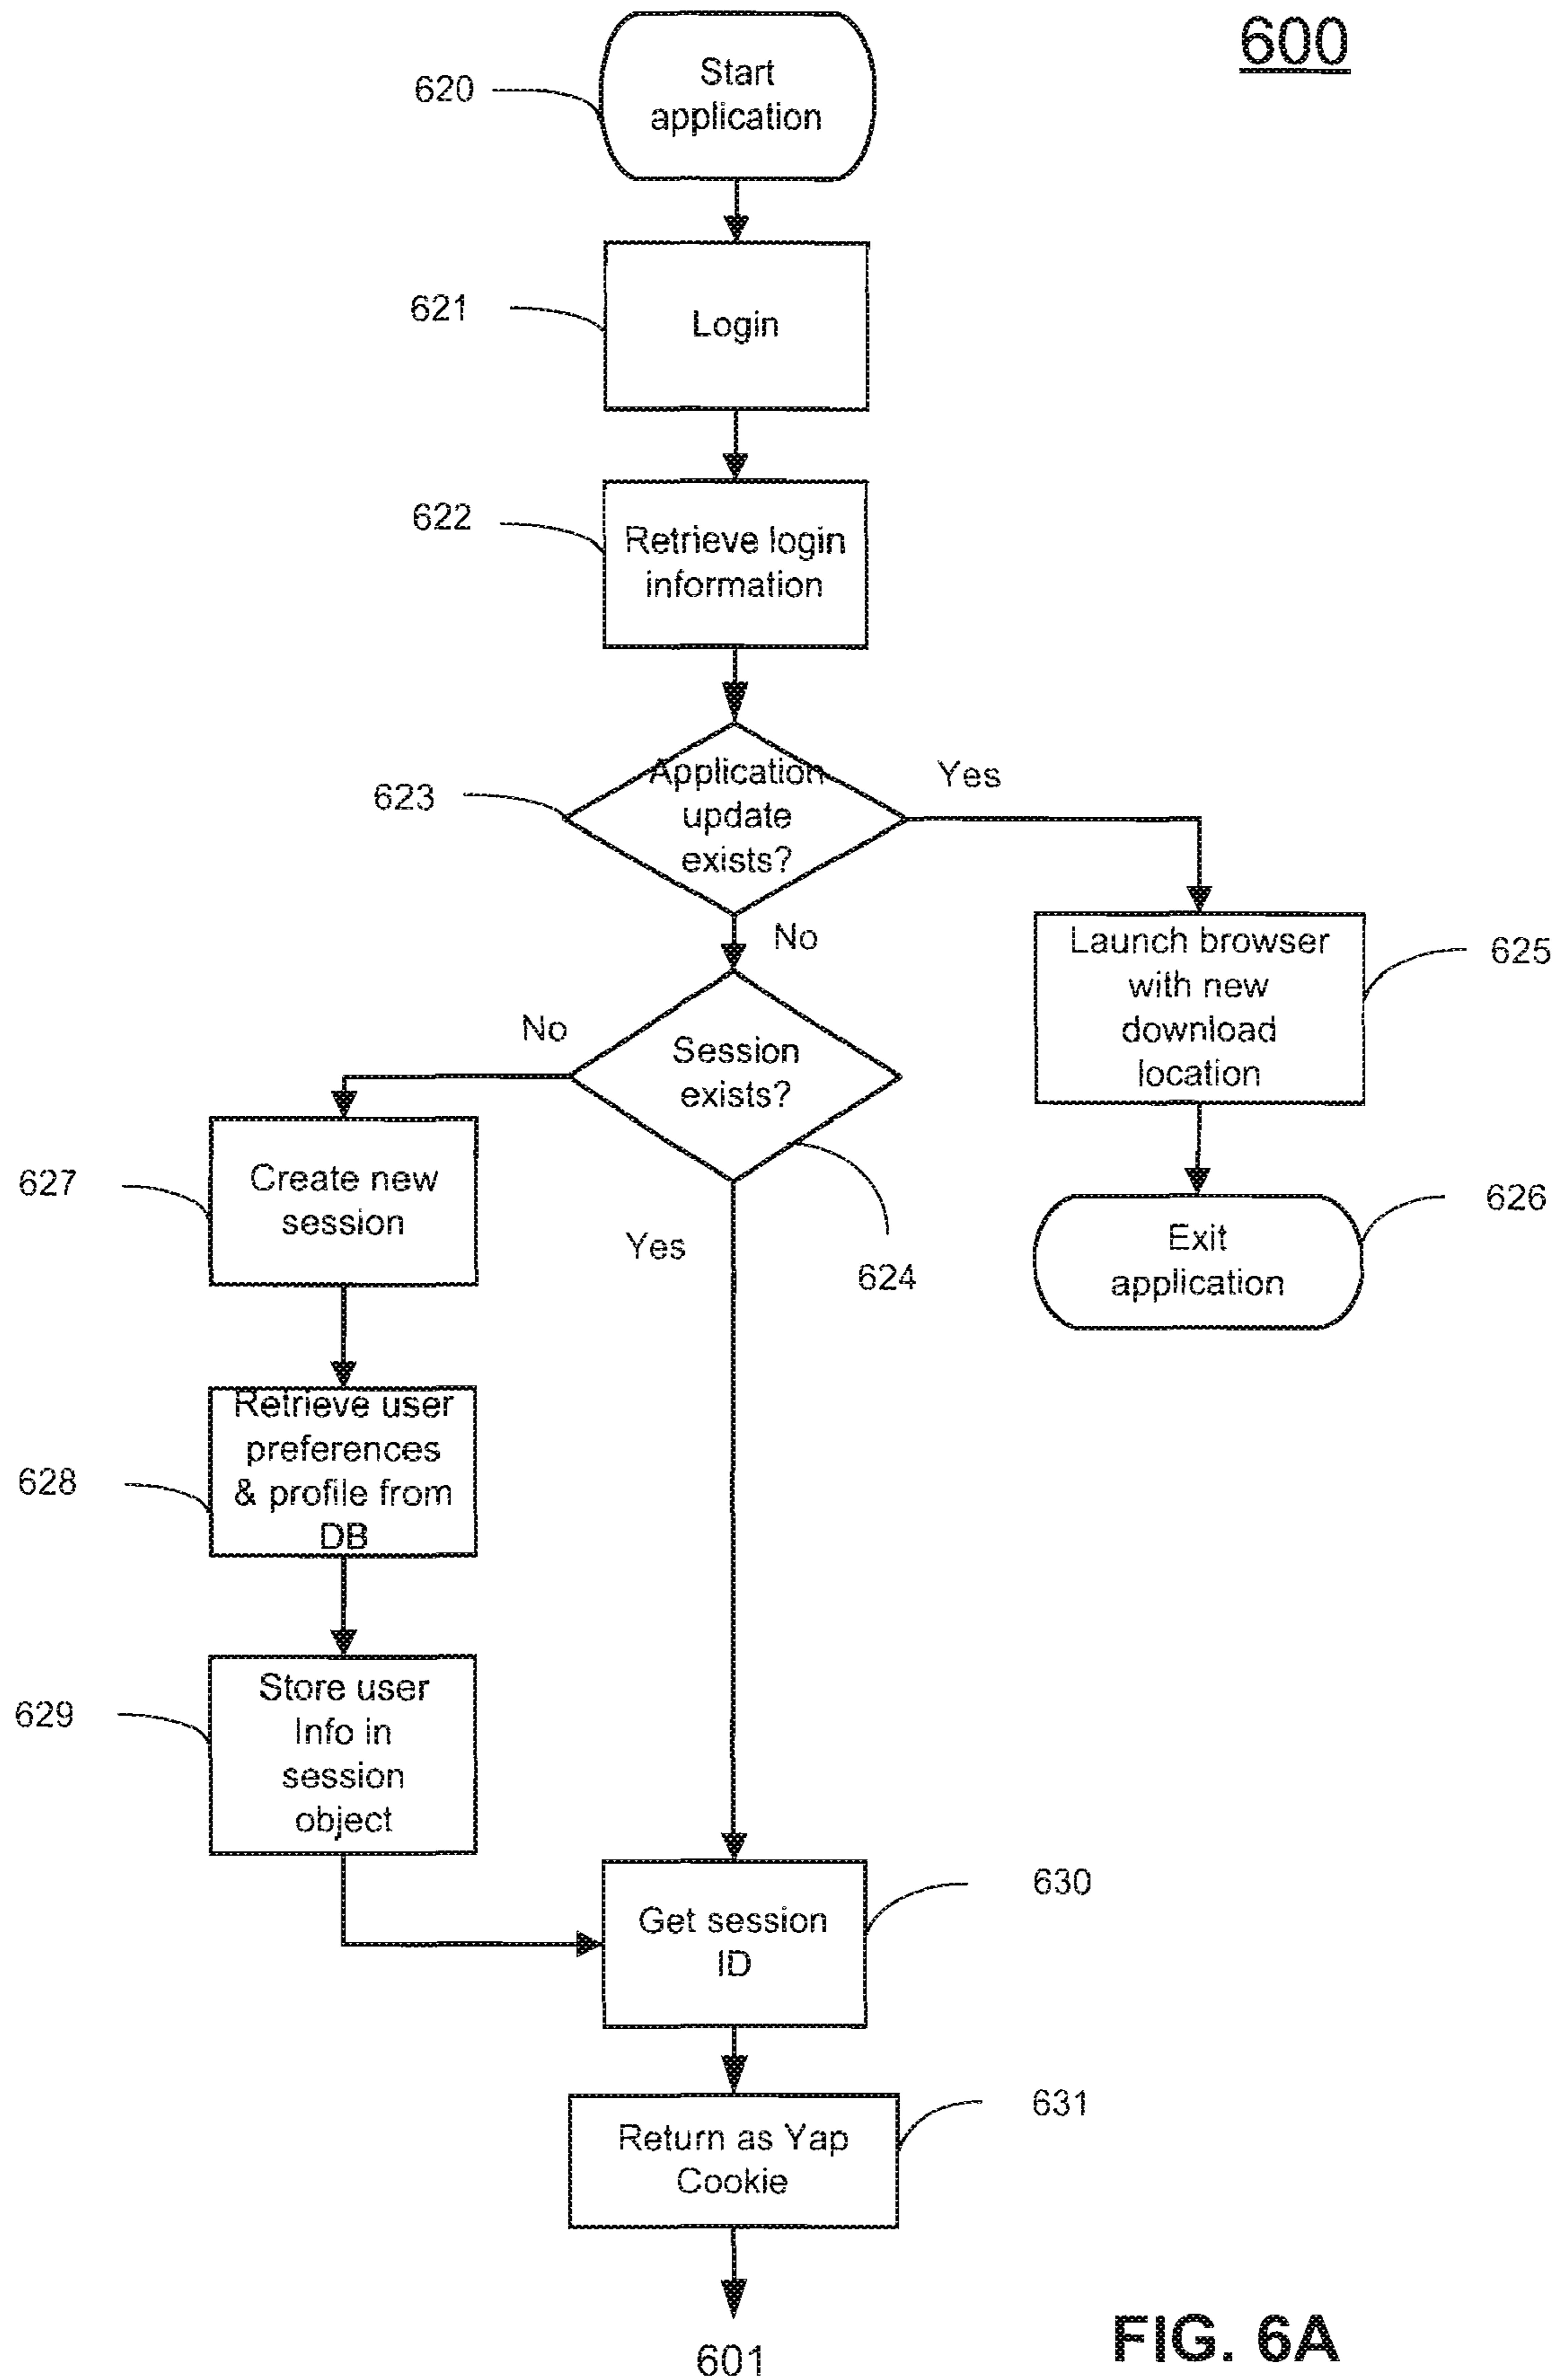 600
620
Start
application
621
Login
622
Retrieve login
information
623
Application
update
exists?
Yes
No
Launch browser
with new
download
location
625
No
Session
exists?
624
Yes
627
Create new
session
Exit
application
626
628
Retrieve user
preferences
& profile from
DB
629
Store user
Info in
session
object
630
Get session
ID
631
Return as Yap
Cookie
601
FIG. 6A